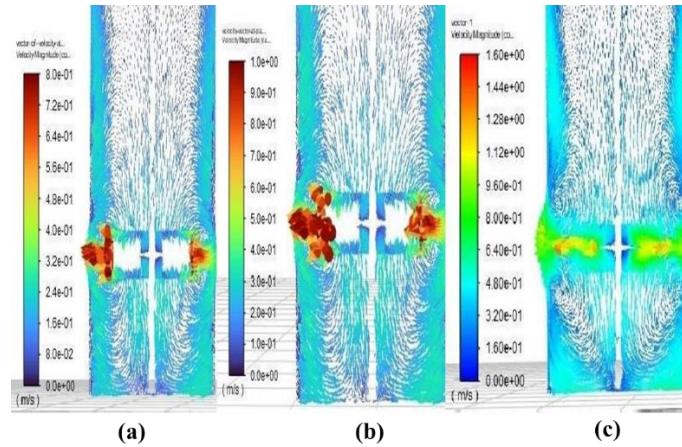 vector-of-velocity-a...
Velocity Magnitude (co...
8.0e-01
7.2e-01
6.4e-01
5.6e-01
4.8e-01
4.0e-01
3.2e-01
2.4e-01
1.6e-01
8.0e-02
0.0e+00
( m/s )
(a)
Velocity Magnitude (ca...
1.0e+00
9.0e-01
8.0e-01
7.0e-01
6.0e-01
5.0e-01
4.0e-01
3.0e-01
2.0e-01
1.0e-01
0.0e+00
( m/s )
(b)
vector-1
Velocity Magnitude (co...
1.60e+00
1.44e+00
1.28e+00
1.12e+00
9.60e-01
8.00e-01
6.40e-01
4.80e-01
3.20e-01
1.60e-01
0.00e+00
( m/s )
(c)